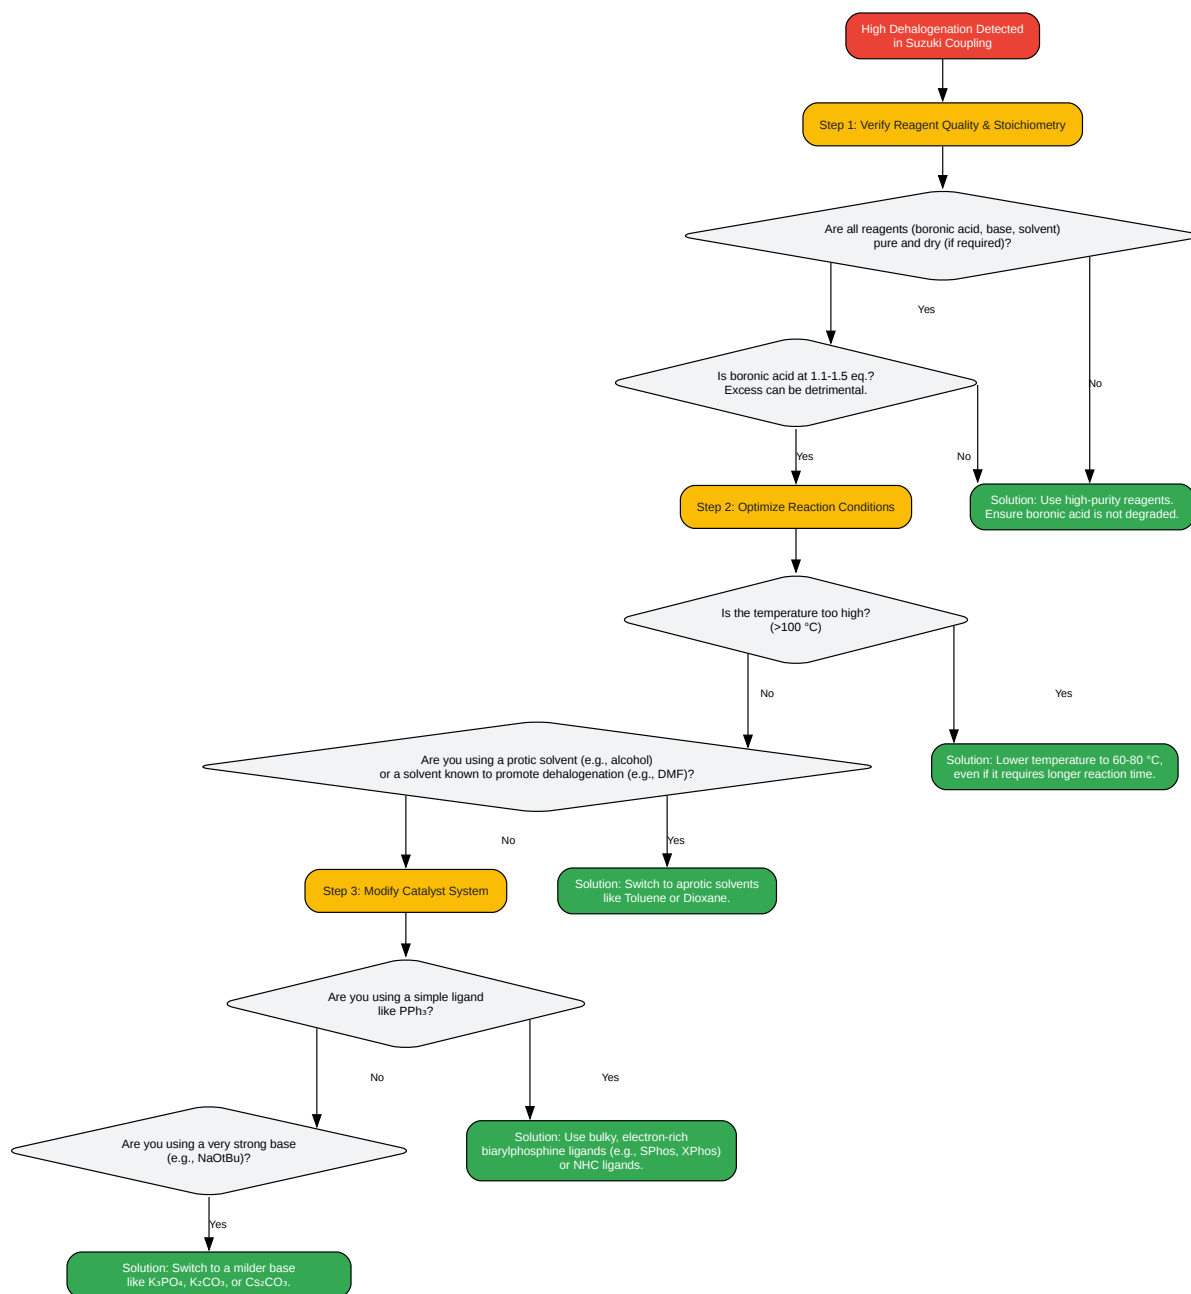 High Dehalogenation Detected
in Suzuki Coupling
Step 1: Verify Reagent Quality & Stoichiometry
Are all reagents (boronic acid, base, solvent)
pure and dry (if required)?
Yes
Is boronic acid at 1.1-1.5 eq.?
Excess can be detrimental.
No
Yes
No
Step 2: Optimize Reaction Conditions
Solution: Use high-purity reagents.
Ensure boronic acid is not degraded.
Is the temperature too high?
(>100 °C)
No
Yes
Are you using a protic solvent (e.g., alcohol)
or a solvent known to promote dehalogenation (e.g., DMF)?
Solution: Lower temperature to 60-80 °C,
even if it requires longer reaction time.
No
Yes
Step 3: Modify Catalyst System
Solution: Switch to aprotic solvents
like Toluene or Dioxane.
Are you using a simple ligand
like PPh₃?
No
Yes
Are you using a very strong base
(e.g., NaOtBu)?
Solution: Use bulky, electron-rich
biarylphosphine ligands (e.g., SPhos, XPhos)
or NHC ligands.
Yes
Solution: Switch to a milder base
like K₃PO₄, K₂CO₃, or Cs₂CO₃.